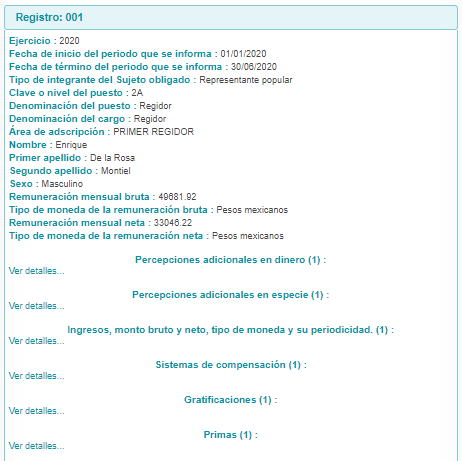 Registro: 001
Ejercicio : 2020
Fecha de inicio del periodo que se informa : 01/01/2020
Fecha de término del periodo que se informa : 30/06/2020
Tipo de integrante del Sujeto obligado : Representante popular
Clave o nivel del puesto : 2A
Denominación del puesto : Regidor
Denominación del cargo : Regidor
Área de adscripción : PRIMER REGIDOR
Nombre : Enrique
Primer apellido : De la Rosa
Segundo apellido : Montiel
Sexo : Masculino
Remuneración mensual bruta : 49681.92
Tipo de moneda de la remuneración bruta : Pesos mexicanos
Remuneración mensual neta : 33046.22
Tipo de moneda de la remuneración neta : Pesos mexicanos
Percepciones adicionales en dinero (1) :
Ver detalles...
Percepciones adicionales en especie (1) :
Ver detalles...
Ingresos, monto bruto y neto, tipo de moneda y su periodicidad. (1) :
Ver detalles...
Sistemas de compensación (1) :
Ver detalles...
Gratificaciones (1) :
Ver detalles...
Primas (1) :
Ver detalles...